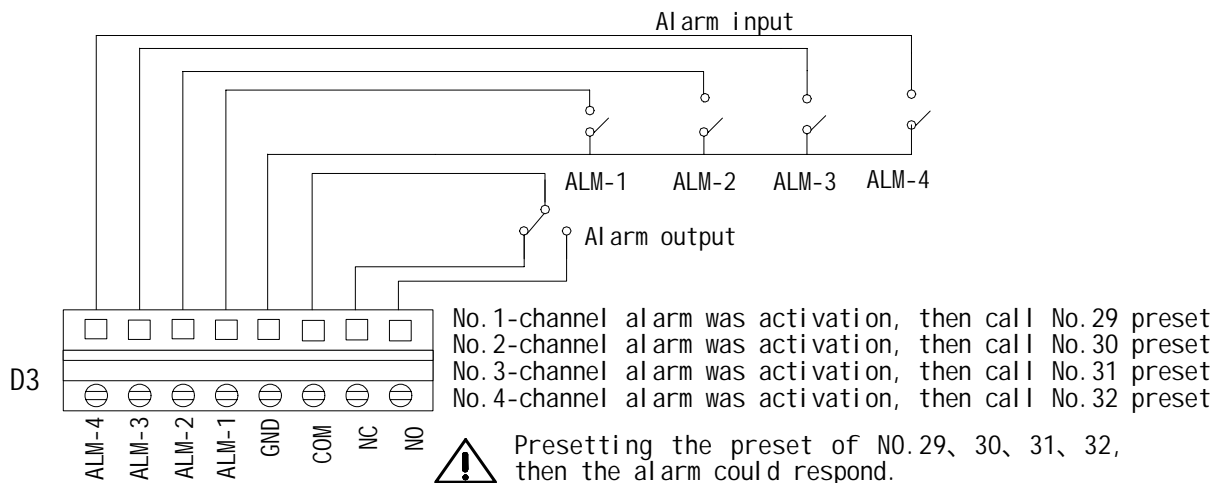 Alarm input
ALM-1 ALM-2 ALM-3 ALM-4
Alarm output
No.1-channel alarm was activation, then call No.29 preset
No.2-channel alarm was activation, then call No.30 preset
No.3-channel alarm was activation, then call No.31 preset
No.4-channel alarm was activation, then call No.32 preset
D3
ALM-4
ALM-3
ALM-2
ALM-1
GND
COM
NC
NO
Presetting the preset of NO.29、30、31、32,
then the alarm could respond.